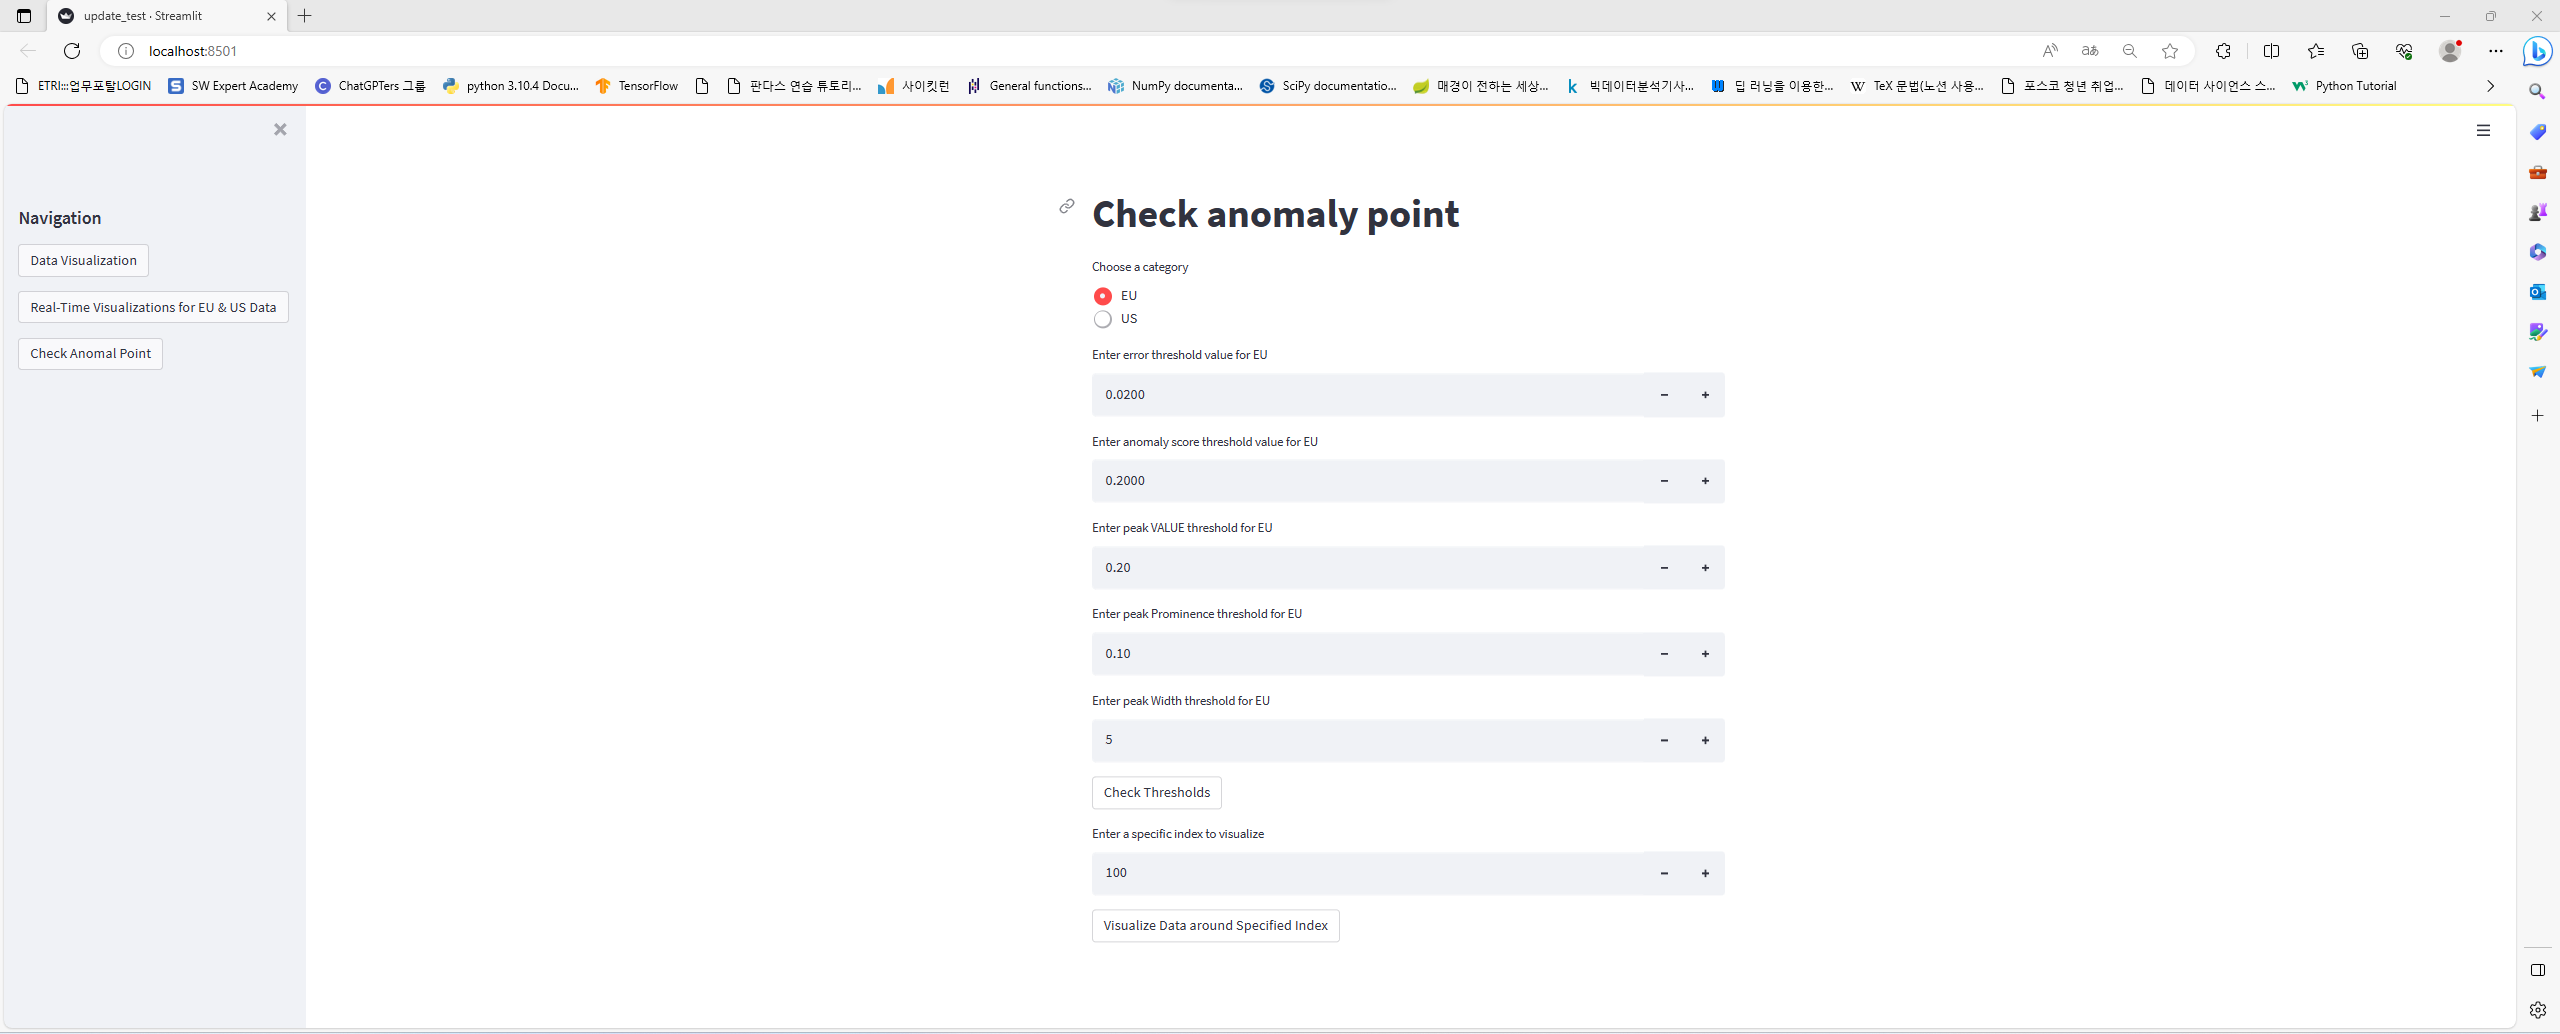 update_test · Streamlit
localhost:8501
ETRI:::업무포탈LOGIN
SW Expert Academy
ChatGPTers 그룹
python 3.10.4 Docu...
TensorFlow
판다스 연습 튜토리...
사이킷런
General functions...
NumPy documenta...
SciPy documentatio...
매경이 전하는 세상...
빅데이터분석기사...
딥 러닝을 이용한...
TeX 문법(노션 사용...
포스코 청년 취업...
데이터 사이언스 스...
Python Tutorial
Navigation
Data Visualization
Real-Time Visualizations for EU & US Data
Check Anomal Point
Check anomaly point
Choose a category
EU
US
Enter error threshold value for EU
0.0200
Enter anomaly score threshold value for EU
0.2000
Enter peak VALUE threshold for EU
0.20
Enter peak Prominence threshold for EU
0.10
Enter peak Width threshold for EU
5
Check Thresholds
Enter a specific index to visualize
100
Visualize Data around Specified Index